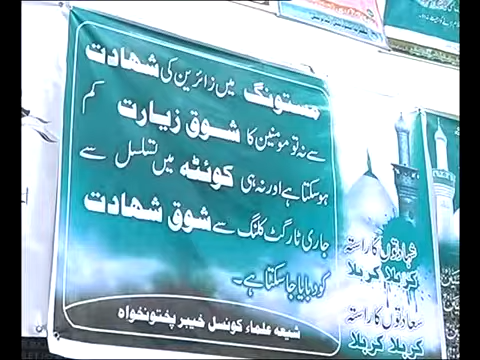 مستونگ میں زائرین کی شہادت
سے نہ تو مومنین کا شوق زیارت کم
ہوسکتا ہے اور نہ ہی کوئٹہ میں تسلسل سے
جاری ٹارگٹ کلنگ سے شوق شہادت
کو دبایا جاسکتا ہے۔
شیعہ علماء کونسل خیبر پختونخواہ
شہادتوں کا راستہ
کربلا کربلا
سعادتوں کا راستہ
کربلا کربلا